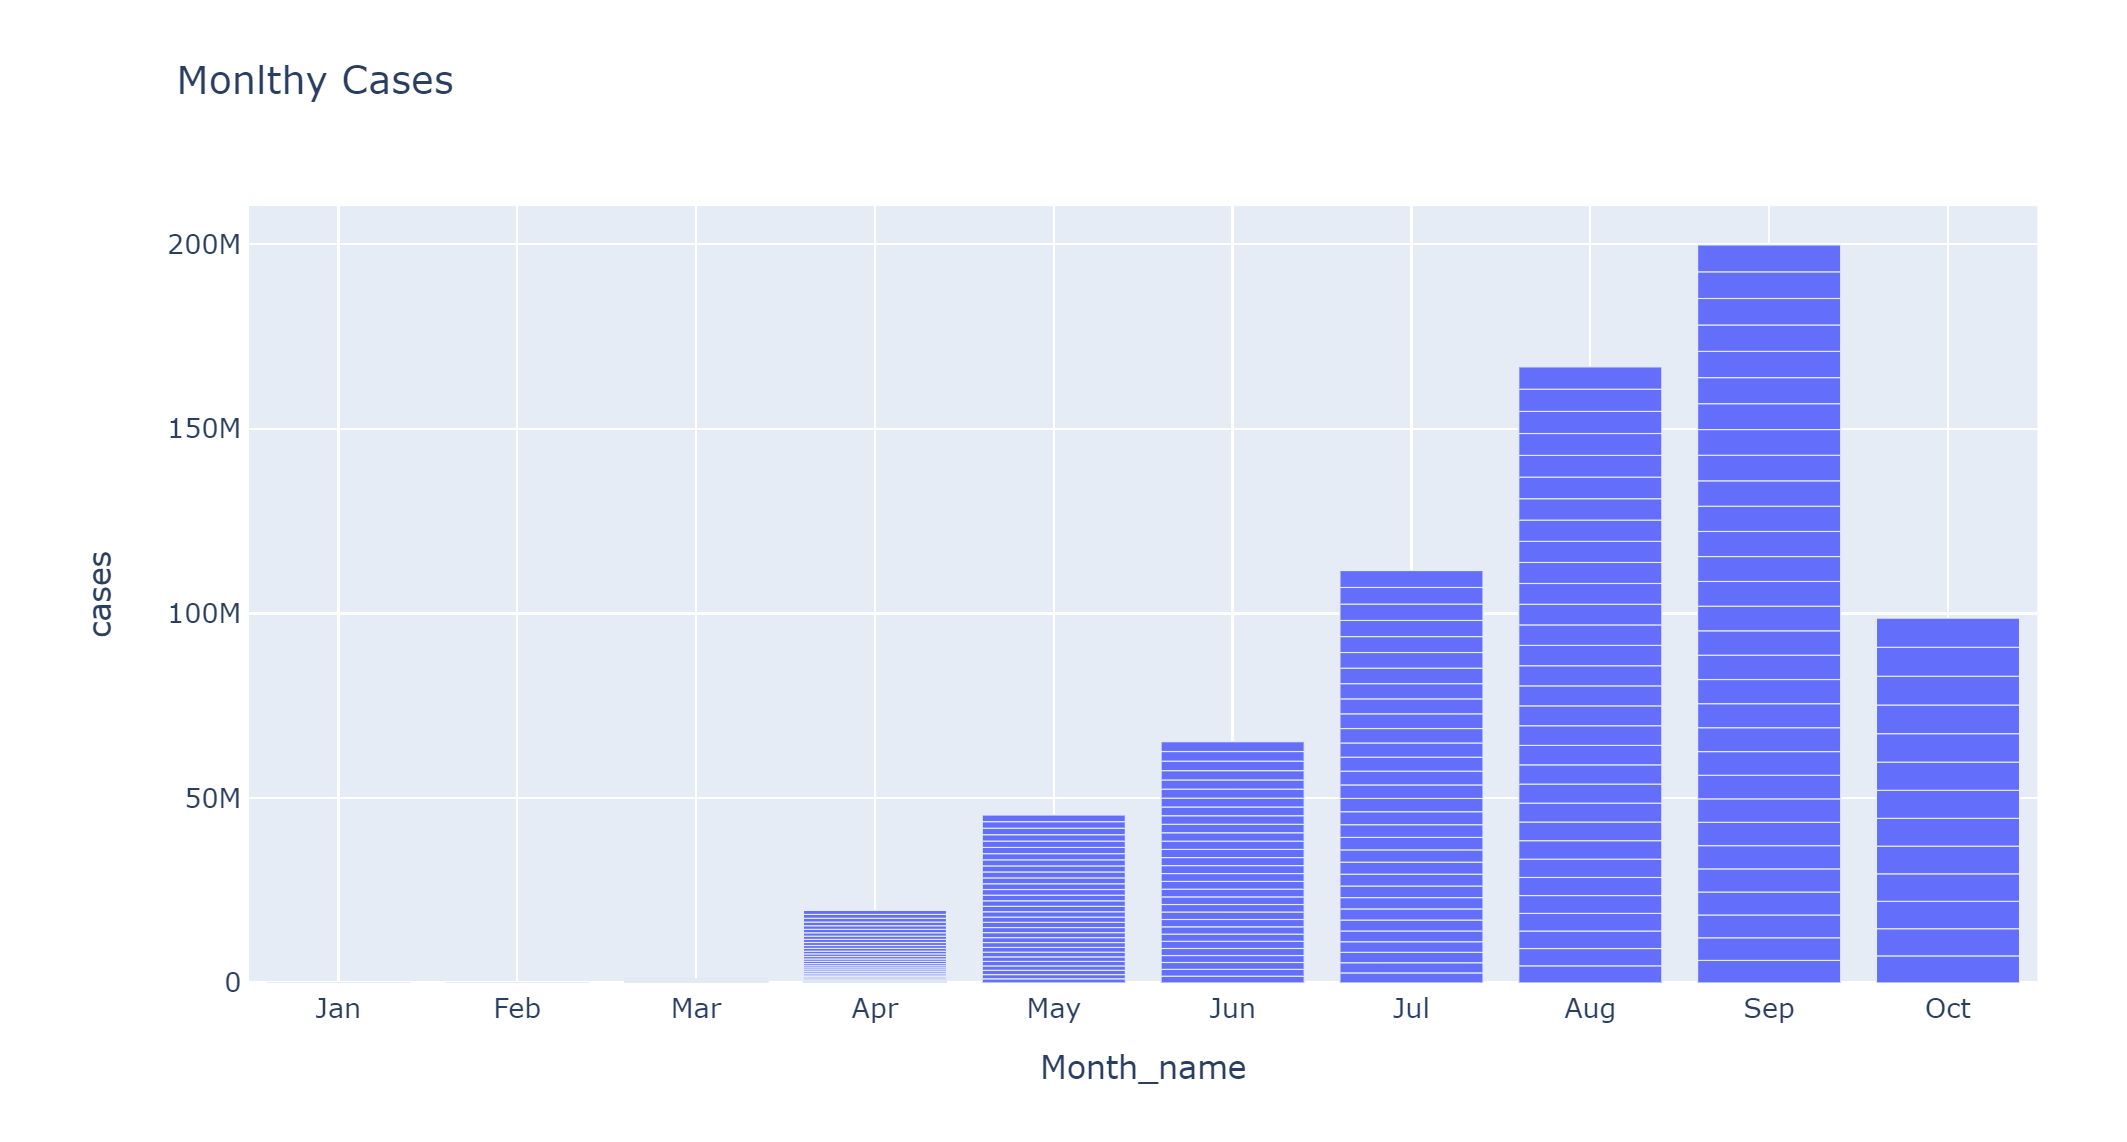 Monlthy Cases
200M
150M
100M
50M
0
cases
Jan Feb Mar Apr May Jun Jul Aug Sep Oct
Month_name